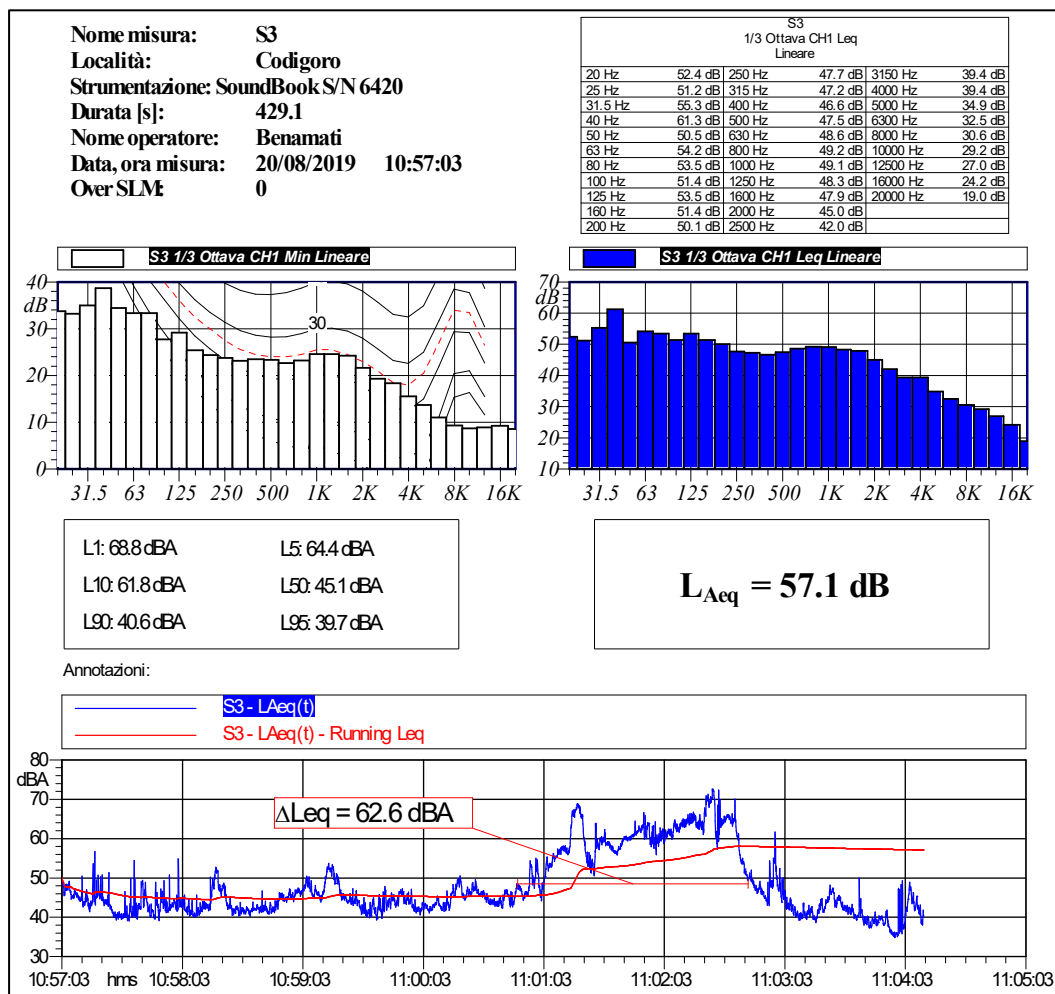 Nome misura: S3
Località: Codigoro
Strumentazione: SoundBook S/N 6420
Durata [s]: 429.1
Nome operatore: Benamati
Data, ora misura: 20/08/2019 10:57:03
Over SLM: 0
S3
1/3 Ottava CH1 Leq
Lineare
20 Hz 52.4 dB 250 Hz 47.7 dB 3150 Hz 39.4 dB
25 Hz 51.2 dB 315 Hz 47.2 dB 4000 Hz 39.4 dB
31.5 Hz 55.3 dB 400 Hz 46.6 dB 5000 Hz 34.9 dB
40 Hz 61.3 dB 500 Hz 47.5 dB 6300 Hz 32.5 dB
50 Hz 50.5 dB 630 Hz 48.6 dB 8000 Hz 30.6 dB
63 Hz 54.2 dB 800 Hz 49.2 dB 10000 Hz 29.2 dB
80 Hz 53.5 dB 1000 Hz 49.1 dB 12500 Hz 27.0 dB
100 Hz 51.4 dB 1250 Hz 48.3 dB 16000 Hz 24.2 dB
125 Hz 53.5 dB 1600 Hz 47.9 dB 20000 Hz 19.0 dB
160 Hz 51.4 dB 2000 Hz 45.0 dB
200 Hz 50.1 dB 2500 Hz 42.0 dB
S3 1/3 Ottava CH1 Min Lineare
40
dB
30
20
10
0
30
31.5 63 125 250 500 1K 2K 4K 8K 16K
S3 1/3 Ottava CH1 Leq Lineare
70
dB
60
50
40
30
20
10
31.5 63 125 250 500 1K 2K 4K 8K 16K
L1: 68.8 dBA L5: 64.4 dBA
L10: 61.8 dBA L50: 45.1 dBA
L90: 40.6 dBA L95: 39.7 dBA
LAeq = 57.1 dB
Annotazioni:
S3 - LAeq(t)
S3 - LAeq(t) - Running Leq
80
dBA
70
60
50
40
30
ΔLeq = 62.6 dBA
10:57:03 hms 10:58:03 10:59:03 11:00:03 11:01:03 11:02:03 11:03:03 11:04:03 11:05:03